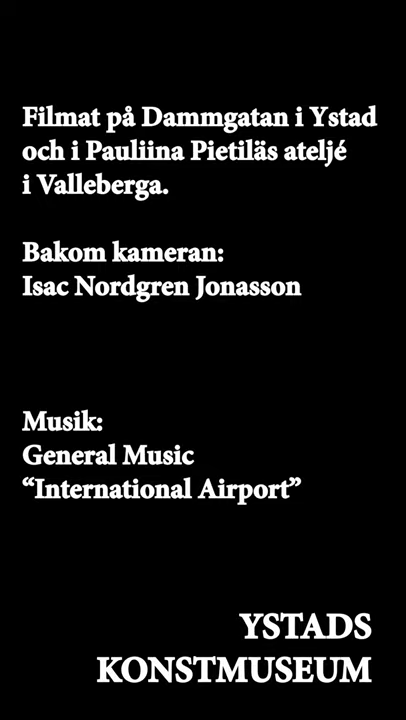 Filmat på Dammgatan i Ystad
och i Pauliina Pietiläs ateljé
i Valleberga.
Bakom kameran:
Isac Nordgren Jonasson
Musik:
General Music
“International Airport”
YSTADS
KONSTMUSEUM